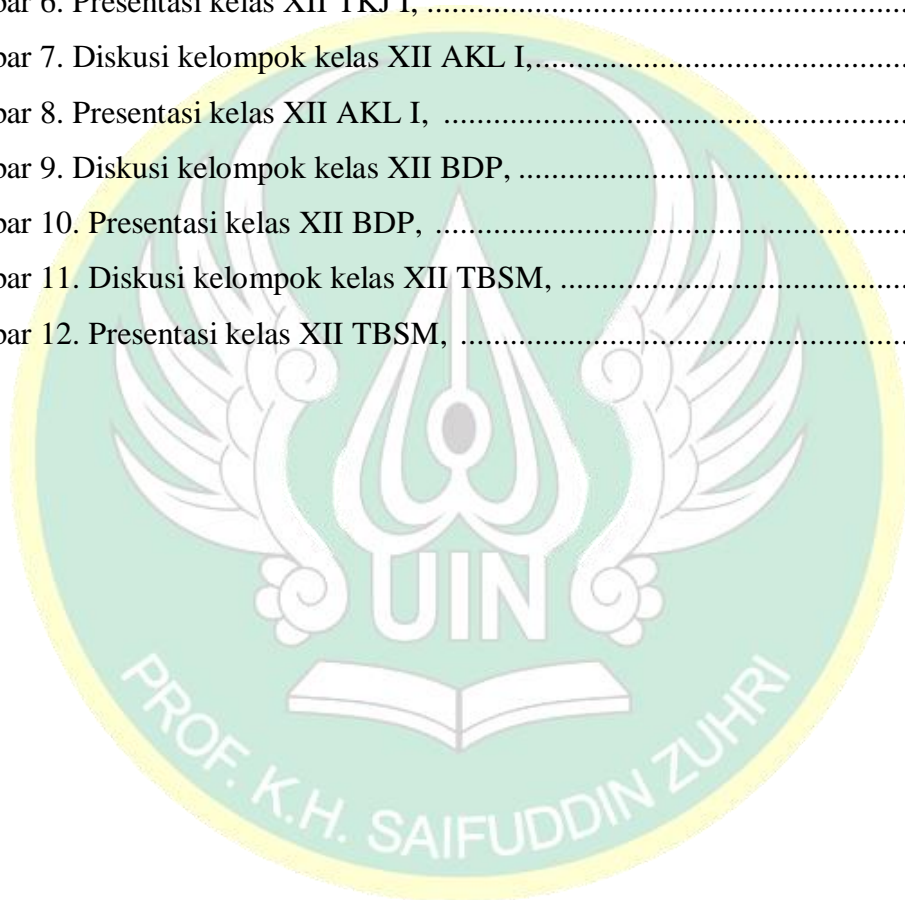 bar 6. Presentasi kelas XII TKJ I, ........................................................
bar 7. Diskusi kelompok kelas XII AKL I,............................................
bar 8. Presentasi kelas XII AKL I, ......................................................
bar 9. Diskusi kelompok kelas XII BDP, .............................................
bar 10. Presentasi kelas XII BDP, .......................................................
bar 11. Diskusi kelompok kelas XII TBSM, ........................................
bar 12. Presentasi kelas XII TBSM, ....................................................
UIN
PROF. K.H. SAIFUDDIN ZUHRI